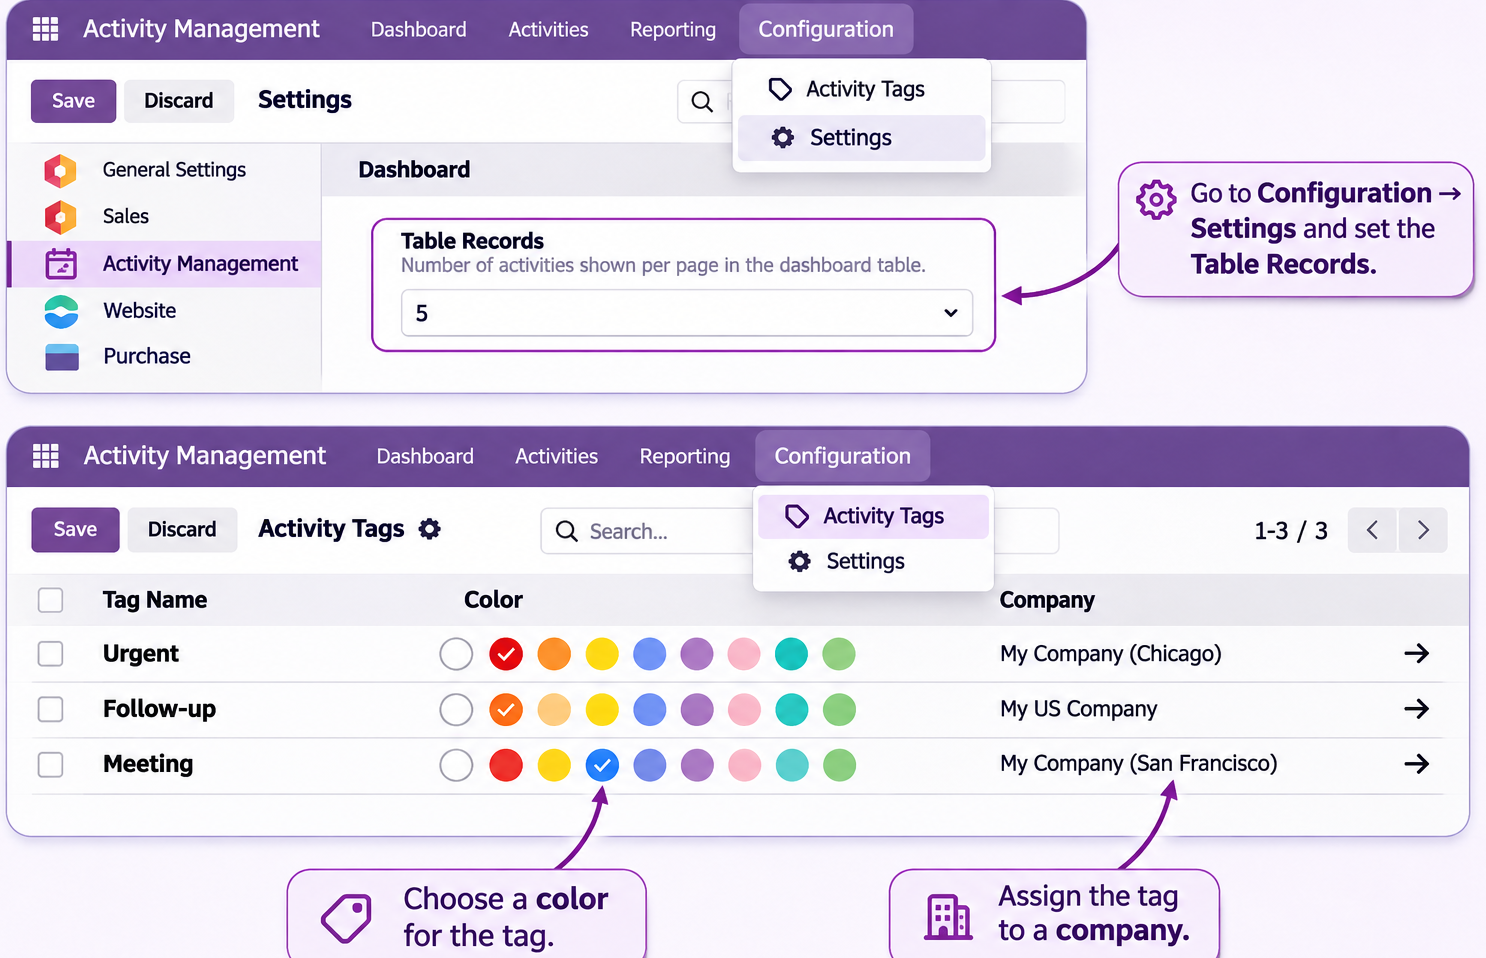 Activity Management
Dashboard
Activities
Reporting
Configuration
Activity Tags
Settings
Save
Discard
Settings
General Settings
Sales
Activity Management
Website
Purchase
Dashboard
Table Records
Number of activities shown per page in the dashboard table.
5
Go to Configuration →
Settings and set the
Table Records.
Activity Management
Dashboard
Activities
Reporting
Configuration
Activity Tags
Settings
Save
Discard
Activity Tags
Search...
1-3 / 3
Tag Name
Color
Company
Urgent
My Company (Chicago)
Follow-up
My US Company
Meeting
My Company (San Francisco)
Choose a color
for the tag.
Assign the tag
to a company.